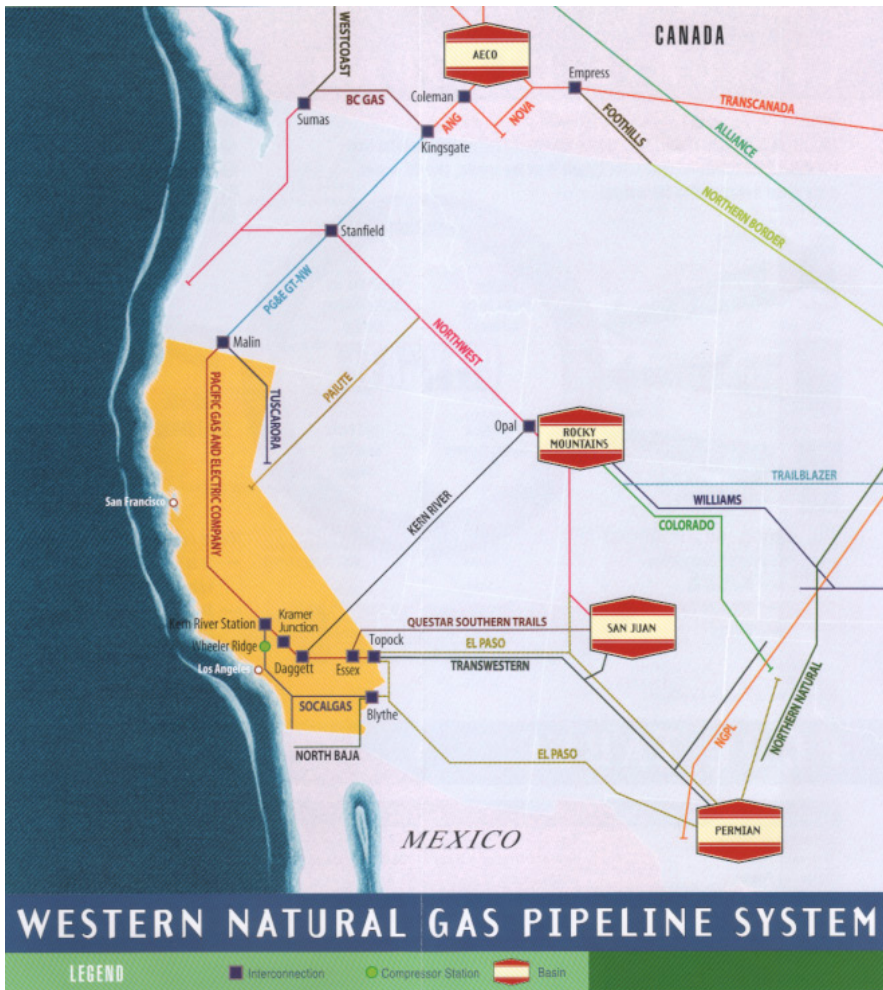 WESTCOAST
CANADA
AECO
Empress
Coleman
BC GAS
TRANSCANADA
Sumas
ANG
NOVA
FOOTHILLS
ALLIANCE
Kingsgate
NORTHERN BORDER
Stanfield
PG&E GT-NW
NORTHWEST
Malin
PACIFIC GAS AND ELECTRIC COMPANY
TUSCARORA
PAIUTE
Opal
ROCKY
MOUNTAINS
TRAILBLAZER
San Francisco
KERN RIVER
WILLIAMS
COLORADO
Kern River Station
Kramer
Junction
QUESTAR SOUTHERN TRAILS
SAN JUAN
Wheeler Ridge
Topock
EL PASO
Los Angeles
Daggett
Essex
TRANSWESTERN
SOCALGAS
Blythe
NORTHERN NATURAL
NGPL
NORTH BAJA
EL PASO
MEXICO
PERMIAN
WESTERN NATURAL GAS PIPELINE SYSTEM
LEGEND
Interconnection
Compressor Station
Basin